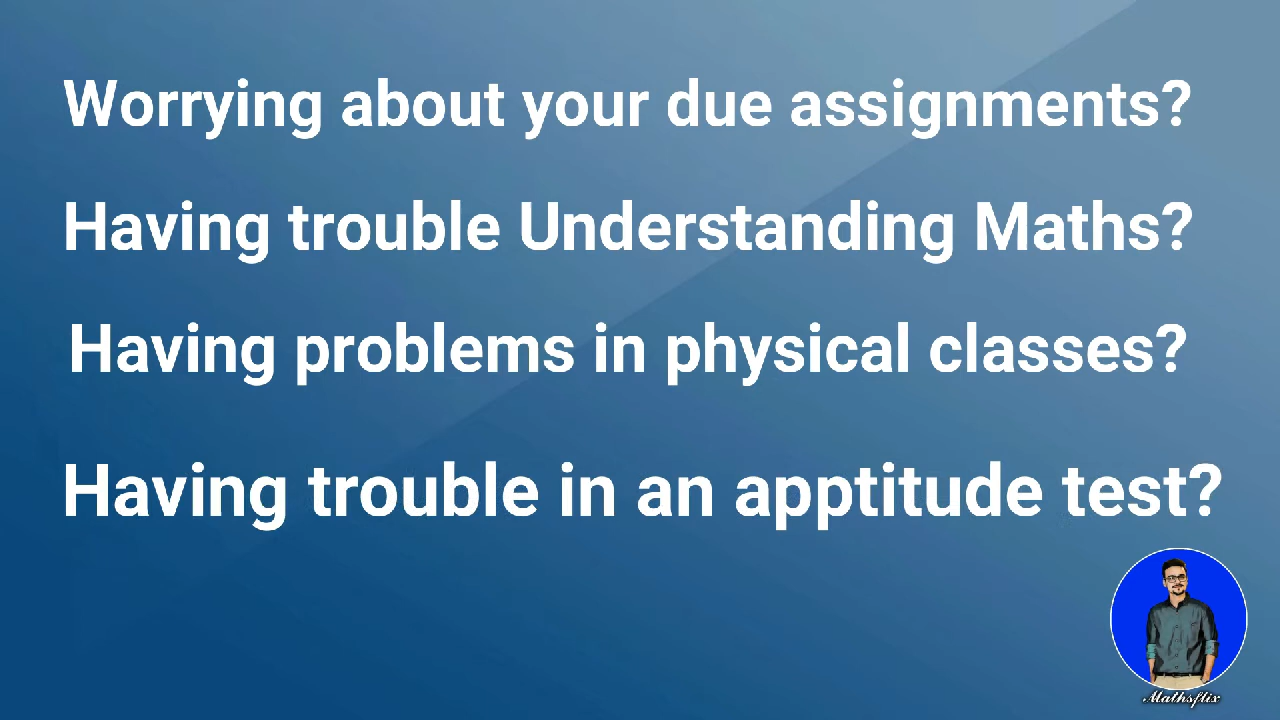 Worrying about your due assignments?
Having trouble Understanding Maths?
Having problems in physical classes?
Having trouble in an apptitude test?
Mathsflix